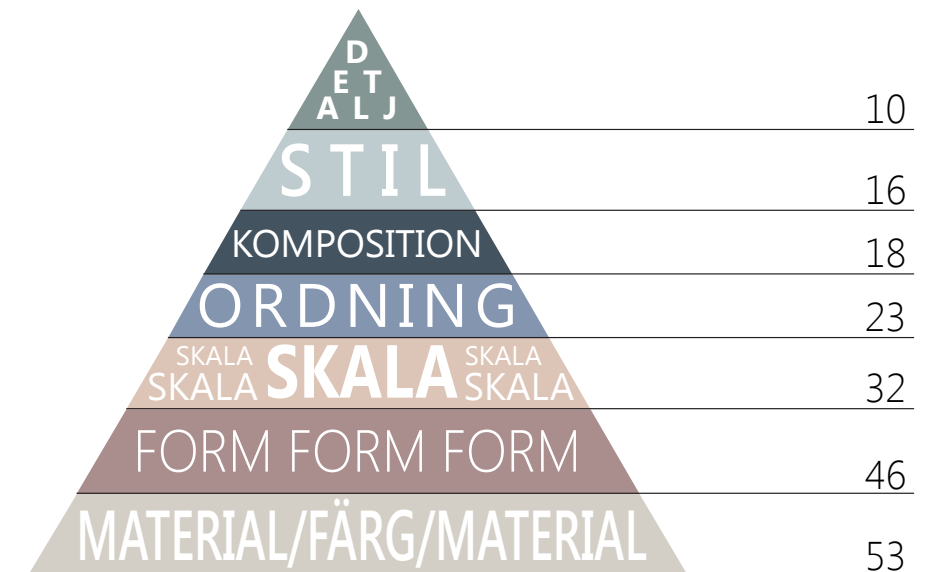 D
E T
A L J
10
STIL
16
KOMPOSITION
18
ORDNING
23
SKALA SKALA SKALA
SKALA SKALA
32
FORM FORM FORM
46
MATERIAL/FÄRG/MATERIAL
53